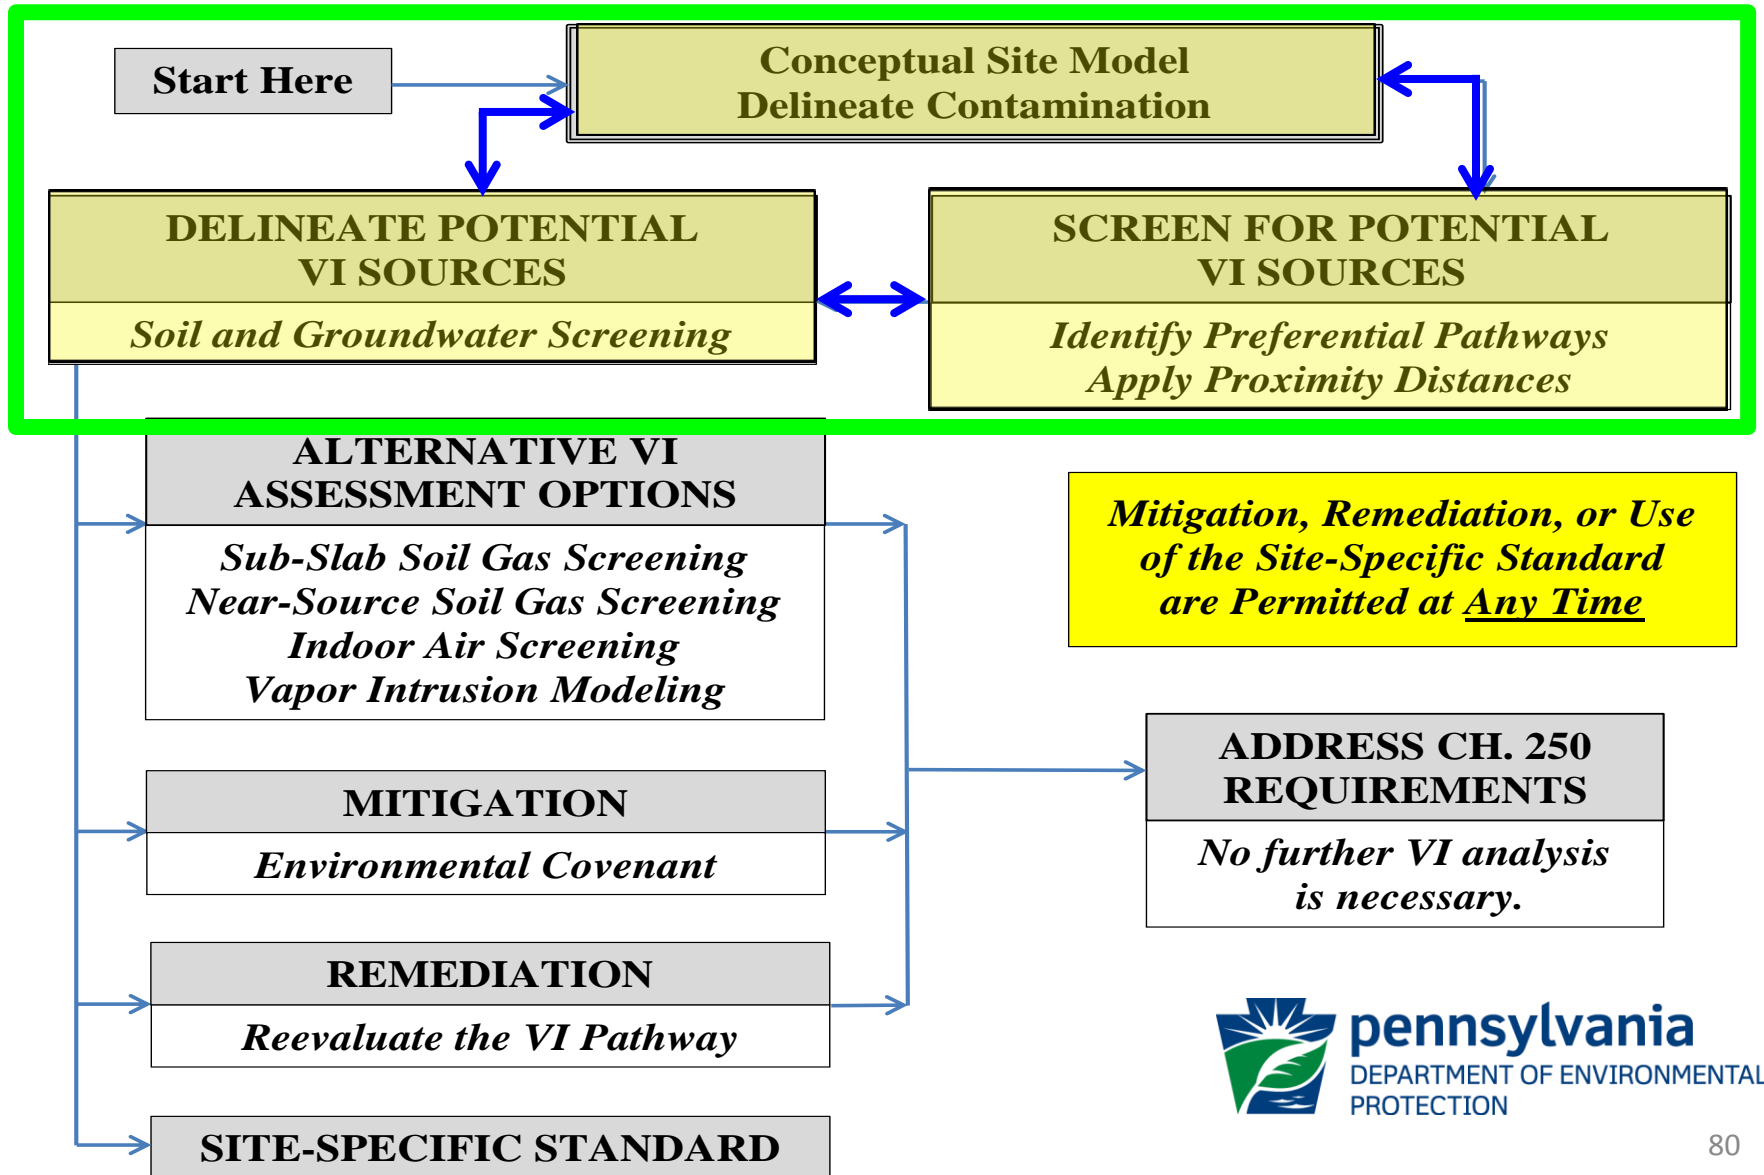 Start Here
Conceptual Site Model
Delineate Contamination
DELINEATE POTENTIAL
VI SOURCES
Soil and Groundwater Screening
SCREEN FOR POTENTIAL
VI SOURCES
Identify Preferential Pathways
Apply Proximity Distances
ALTERNATIVE VI
ASSESSMENT OPTIONS
Sub-Slab Soil Gas Screening
Near-Source Soil Gas Screening
Indoor Air Screening
Vapor Intrusion Modeling
Mitigation, Remediation, or Use
of the Site-Specific Standard
are Permitted at Any Time
MITIGATION
Environmental Covenant
ADDRESS CH. 250
REQUIREMENTS
No further VI analysis
is necessary.
REMEDIATION
Reevaluate the VI Pathway
SITE-SPECIFIC STANDARD
pennsylvania
DEPARTMENT OF ENVIRONMENTAL
PROTECTION
80